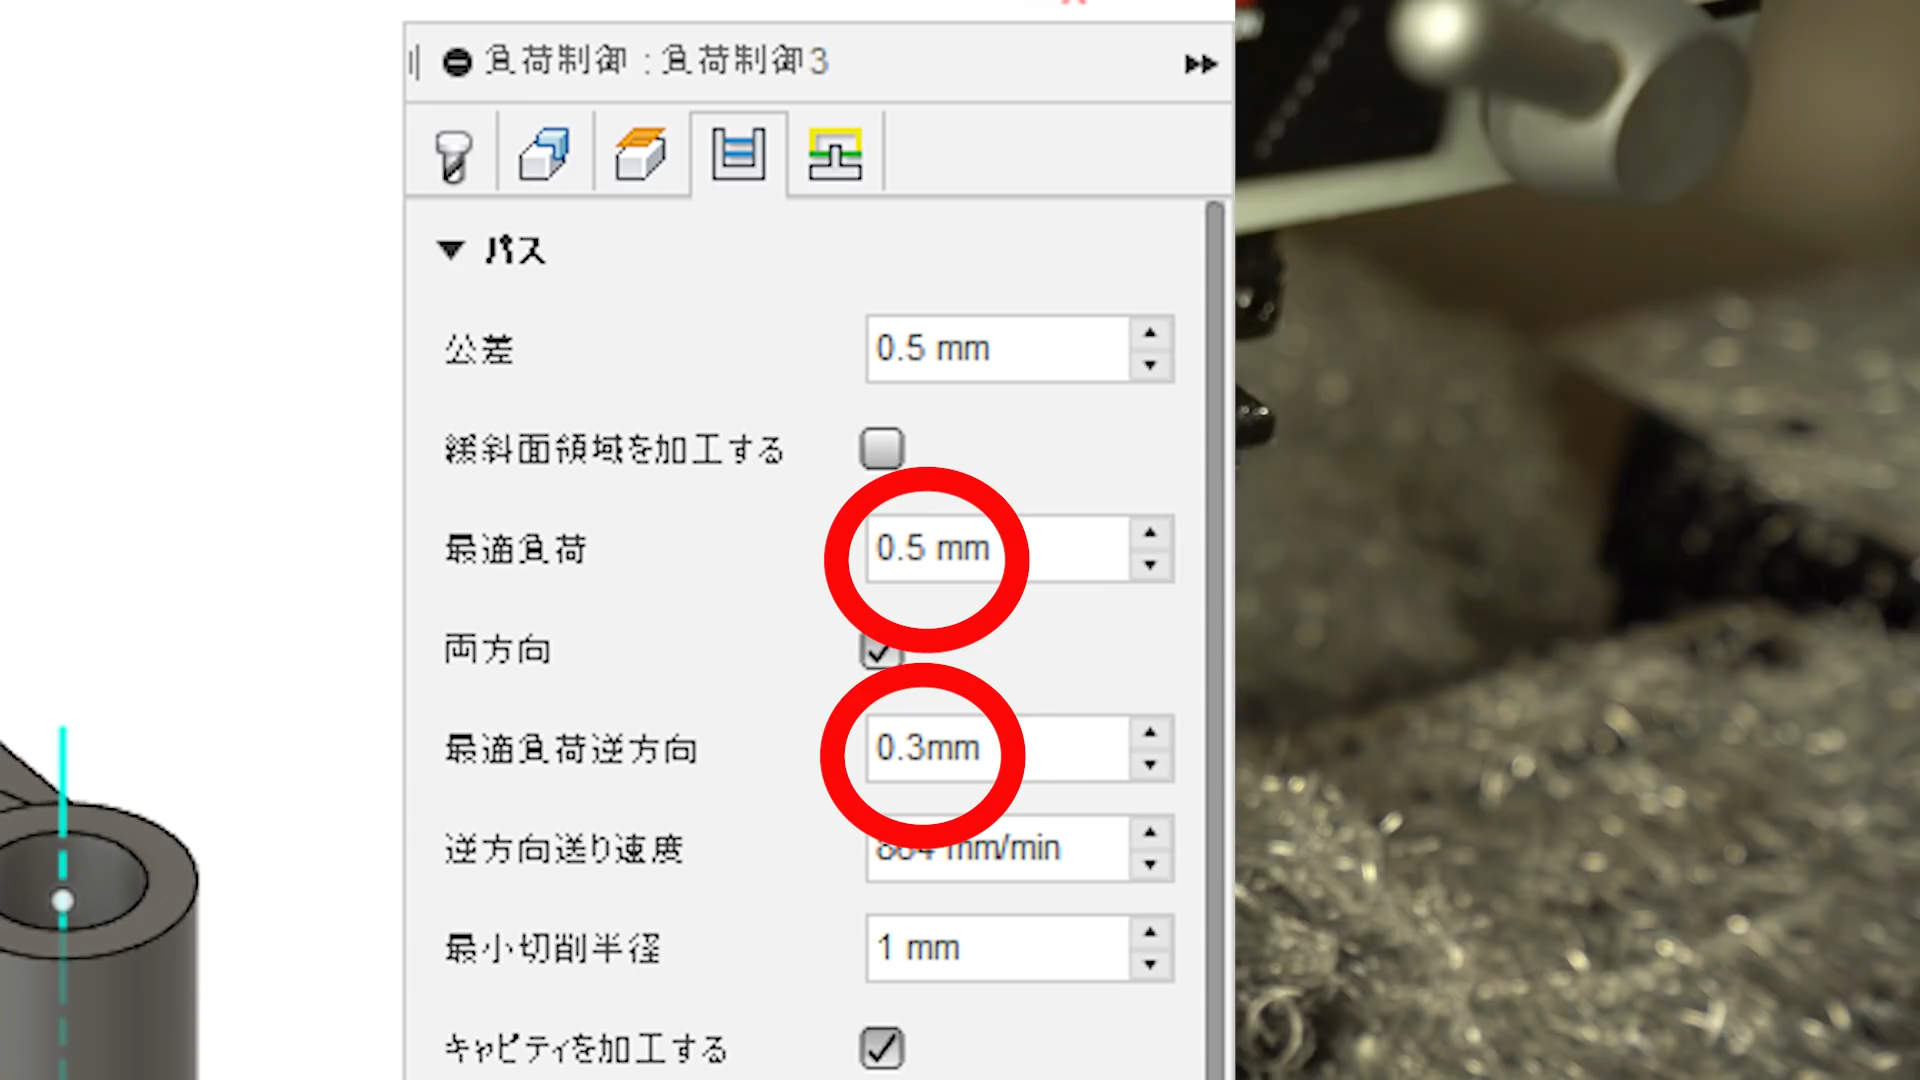 負荷制御 : 負荷制御3
パス
公差 0.5 mm
緩斜面領域を加工する
最適負荷 0.5 mm
両方向
最適負荷逆方向 0.3mm
逆方向送り速度 mm/min
最小切削半径 1 mm
キャビティを加工する